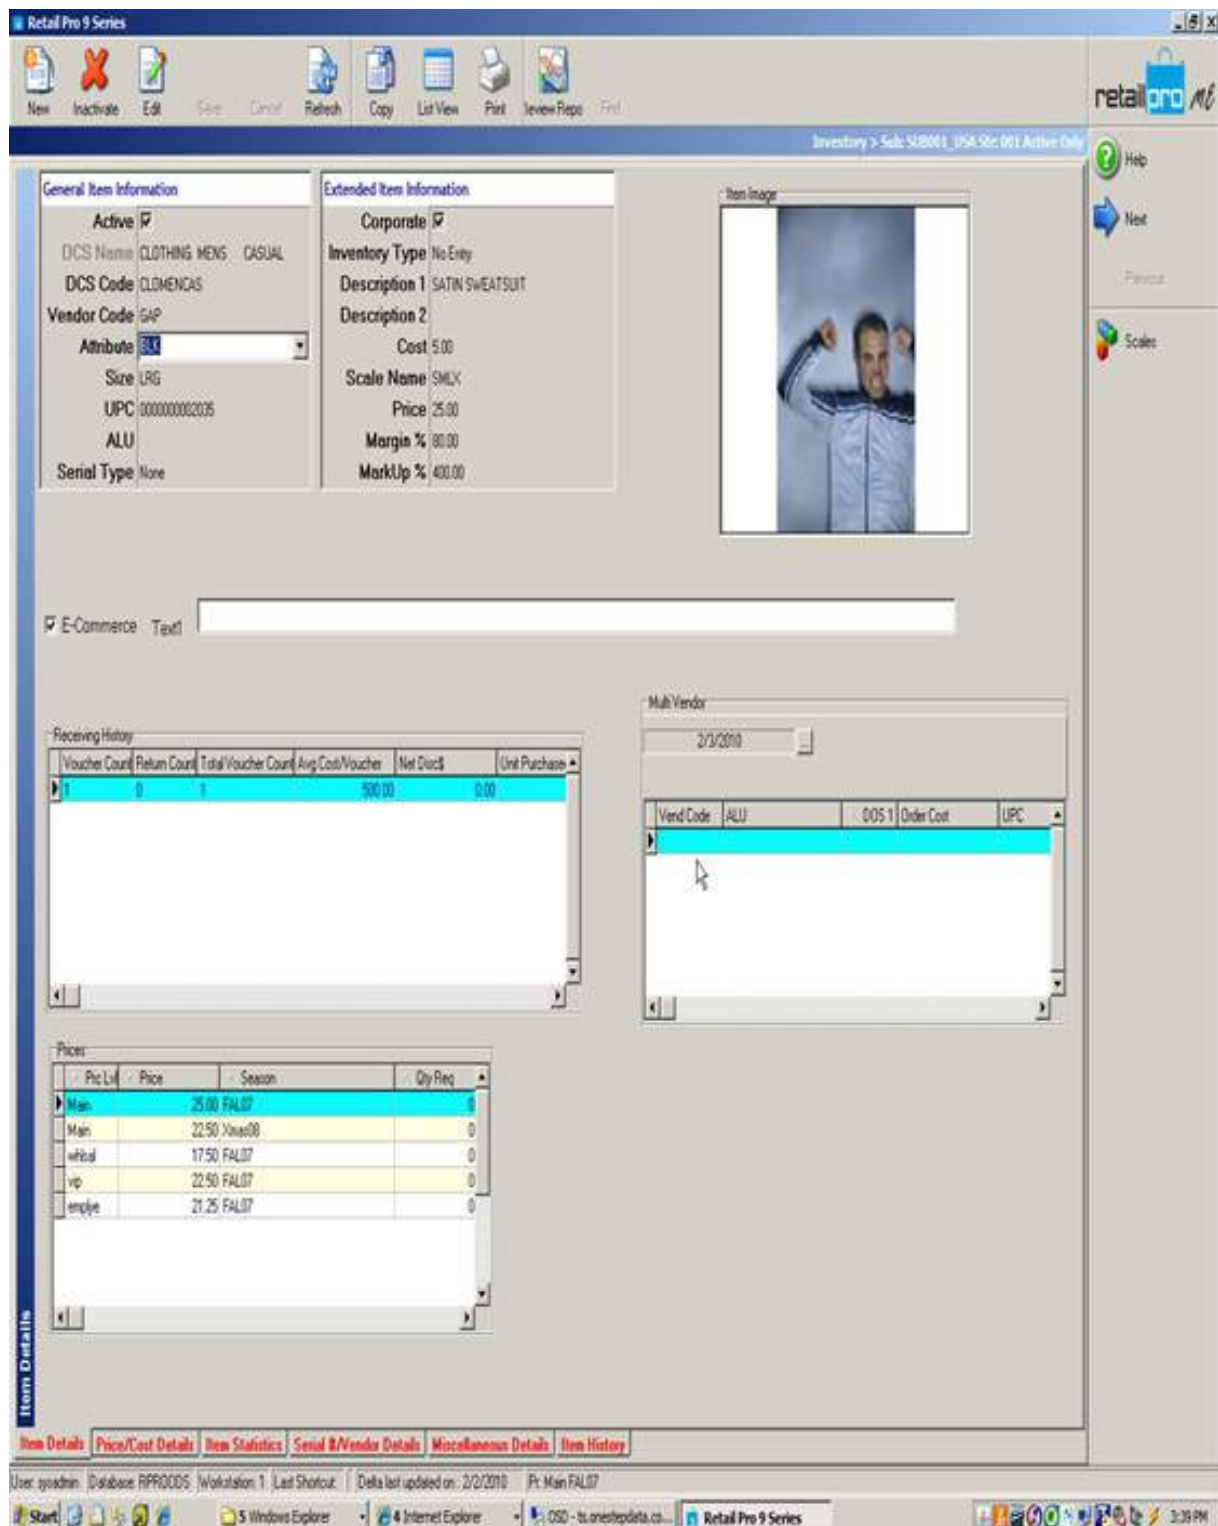 Retail Pro 9 Series
New Inactivate Edit Save Cancel Refresh Copy List View Print Review Repo Find
retail pro ME
Inventory > Sub: SUB001_USA Ste: 001 Active Only
Help
Next
Previous
Scales
General Item Information
Active
DCS Name CLOTHING MENS CASUAL
DCS Code CLOMENCAS
Vendor Code GAP
Attribute BLK
Size LRG
UPC 0000000002035
ALU
Serial Type None
Extended Item Information
Corporate
Inventory Type No Entry
Description 1 SATIN SWEATSUIT
Description 2
Cost 5.00
Scale Name SMLX
Price 25.00
Margin % 80.00
MarkUp % 400.00
Item Image
E-Commerce Text1
Receiving History
Voucher Count Return Count Total Voucher Count Avg Cost/Voucher Net Disc$ Unit Purchase
1 0 1 500.00 0.00
Multi Vendor
2/3/2010 ...
Vend Code ALU DOS 1 Order Cost UPC
Prices
Prc Lvl Price Season Qty Req
Main 25.00 FAL07 0
Main 22.50 Xmas08 0
whlsal 17.50 FAL07 0
vip 22.50 FAL07 0
emplye 21.25 FAL07 0
Item Details
Item Details Price/Cost Details Item Statistics Serial #/Vendor Details Miscellaneous Details Item History
User: sysadmin Database: RPROODS Workstation: 1 Last Shortcut: Delta last updated on : 2/2/2010 Pr: Main FAL07
Start 5 Windows Explorer 4 Internet Explorer OSD - ts.onestepdata.co... Retail Pro 9 Series 3:39 PM